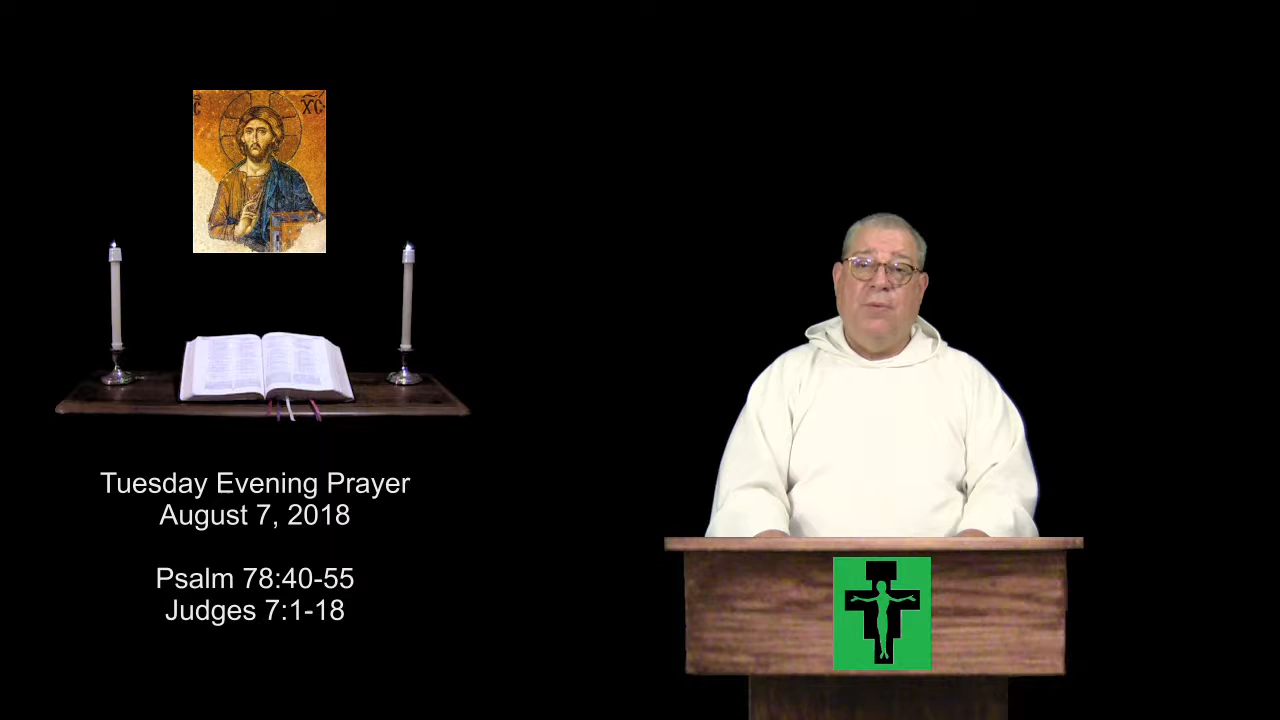 Tuesday Evening Prayer
August 7, 2018
Psalm 78:40-55
Judges 7:1-18